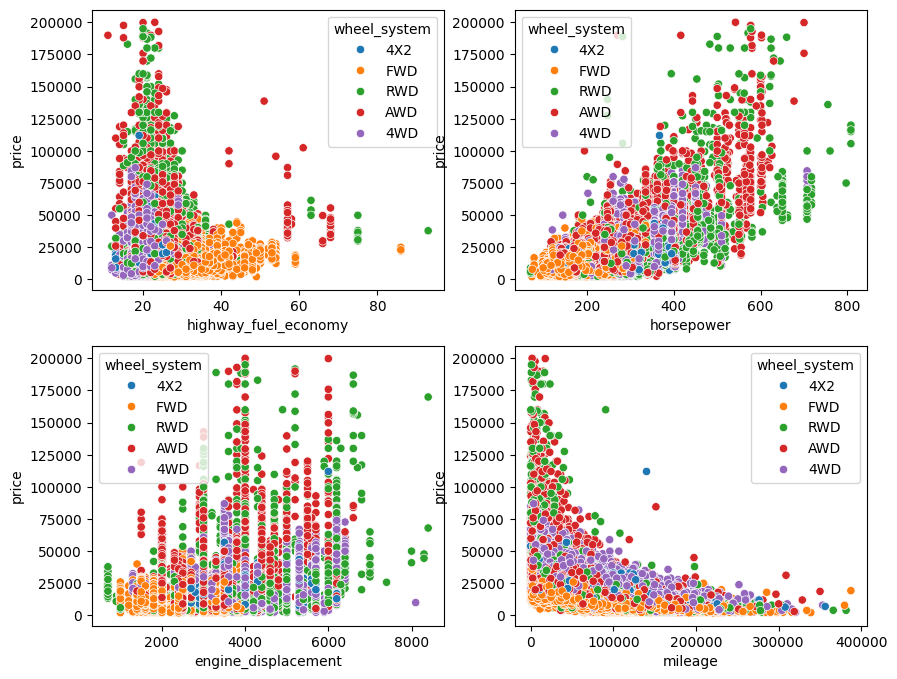 wheel_system
4X2
FWD
RWD
AWD
4WD
price
200000
175000
150000
125000
100000
75000
50000
25000
0
20
40
60
80
highway_fuel_economy
wheel_system
4X2
FWD
RWD
AWD
4WD
price
200000
175000
150000
125000
100000
75000
50000
25000
0
200
400
600
800
horsepower
wheel_system
4X2
FWD
RWD
AWD
4WD
price
200000
175000
150000
125000
100000
75000
50000
25000
0
2000
4000
6000
8000
engine_displacement
wheel_system
4X2
FWD
RWD
AWD
4WD
price
200000
175000
150000
125000
100000
75000
50000
25000
0
0
100000
200000
300000
400000
mileage